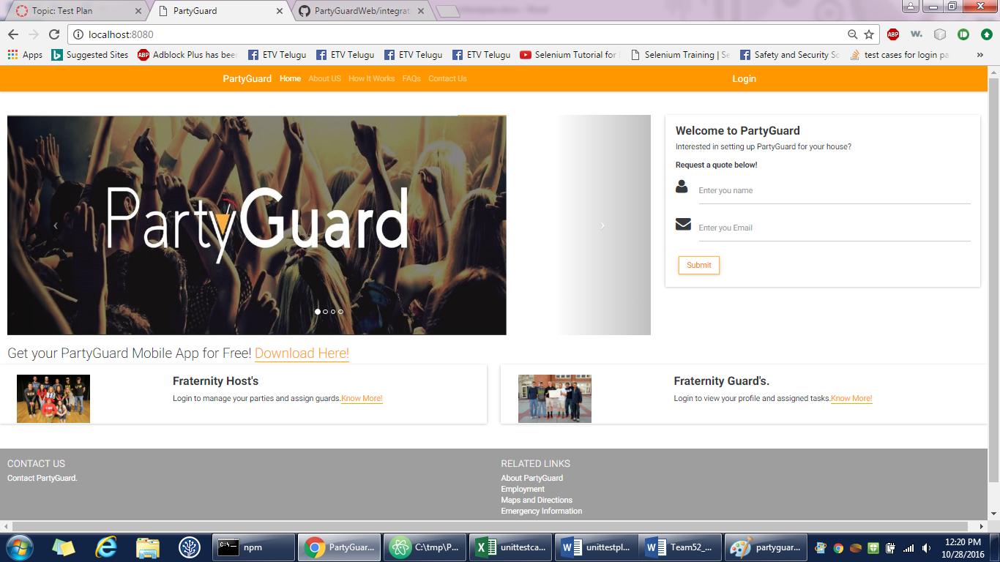 Topic: Test Plan
PartyGuard
PartyGuardWeb/integrat
localhost:8080
Apps
Suggested Sites
ABP
Adblock Plus has been
ETV Telugu
ETV Telugu
ETV Telugu
ETV Telugu
Selenium Tutorial for
Selenium Training | Se
Safety and Security Sc
test cases for login pa
PartyGuard
Home
About US
How It Works
FAQs
Contact Us
Login
PartyGuard
Welcome to PartyGuard
Interested in setting up PartyGuard for your house?
Request a quote below!
Enter you name
Enter you Email
Submit
Get your PartyGuard Mobile App for Free! Download Here!
Fraternity Host's
Login to manage your parties and assign guards.Know More!
Fraternity Guard's.
Login to view your profile and assigned tasks.Know More!
CONTACT US
Contact PartyGuard.
RELATED LINKS
About PartyGuard
Employment
Maps and Directions
Emergency Information
npm
PartyGuar...
C:\tmp\P...
unittestca...
unittestpl...
Team52_...
partyguar...
12:20 PM
10/28/2016